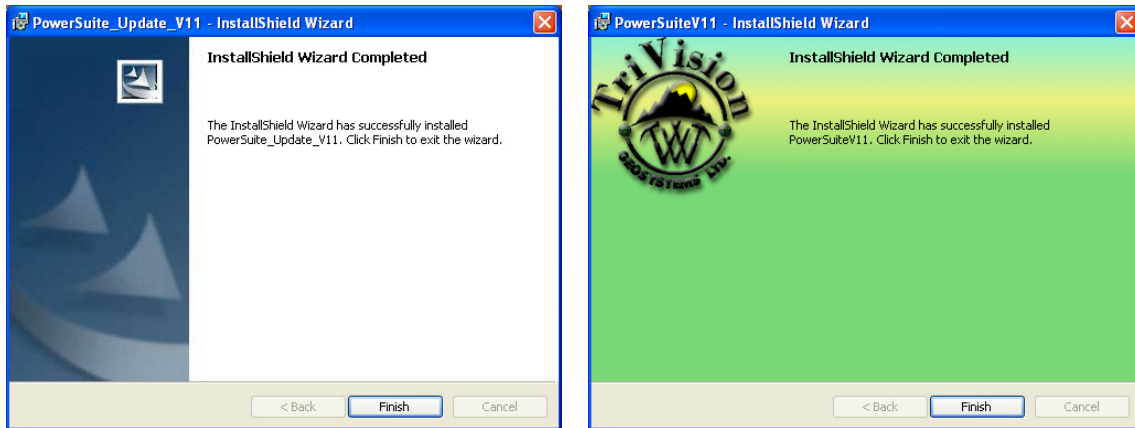 PowerSuite_Update_V11 - InstallShield Wizard
InstallShield Wizard Completed
The InstallShield Wizard has successfully installed
PowerSuite_Update_V11. Click Finish to exit the wizard.
< Back
Finish
Cancel
PowerSuiteV11 - InstallShield Wizard
TriVision
GEOSYSTEMS LTD.
InstallShield Wizard Completed
The InstallShield Wizard has successfully installed
PowerSuiteV11. Click Finish to exit the wizard.
< Back
Finish
Cancel